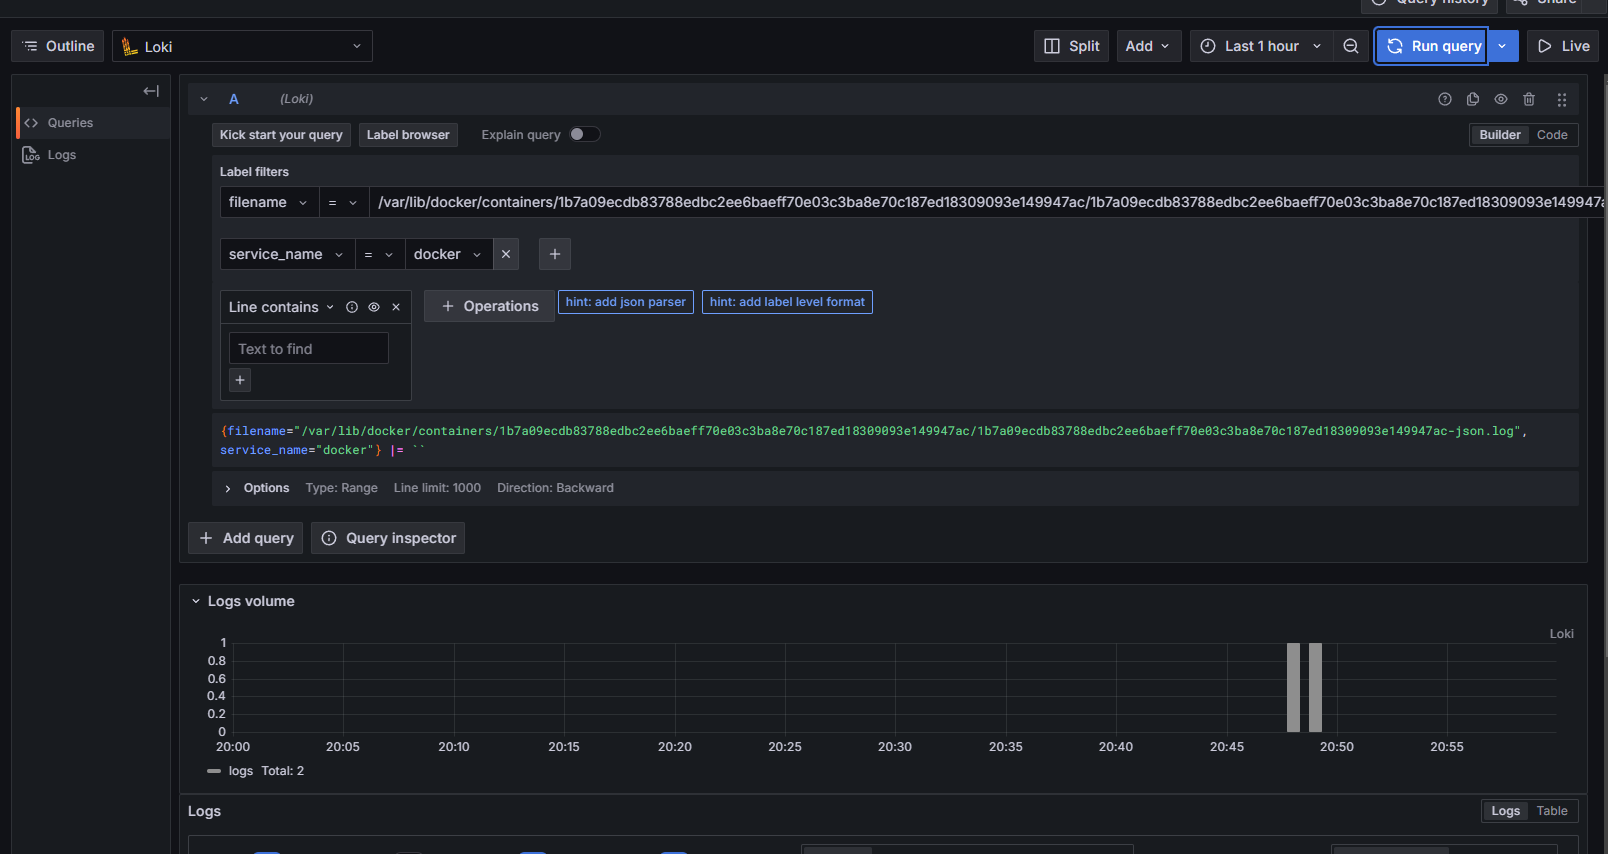 Query history Share
Outline Loki Split Add Last 1 hour Run query Live
A (Loki)
Queries
Kick start your query Label browser Explain query Builder Code
LOG Logs
Label filters
filename = /var/lib/docker/containers/1b7a09ecdb83788edbc2ee6baeff70e03c3ba8e70c187ed18309093e149947ac/1b7a09ecdb83788edbc2ee6baeff70e03c3ba8e70c187ed18309093e149947a
service_name = docker
Line contains Operations hint: add json parser hint: add label level format
Text to find
{filename="/var/lib/docker/containers/1b7a09ecdb83788edbc2ee6baeff70e03c3ba8e70c187ed18309093e149947ac/1b7a09ecdb83788edbc2ee6baeff70e03c3ba8e70c187ed18309093e149947ac-json.log",
service_name="docker"} |= ``
Options Type: Range Line limit: 1000 Direction: Backward
+ Add query Query inspector
Logs volume
Loki
1
0.8
0.6
0.4
0.2
0
20:00 20:05 20:10 20:15 20:20 20:25 20:30 20:35 20:40 20:45 20:50 20:55
logs Total: 2
Logs Logs Table